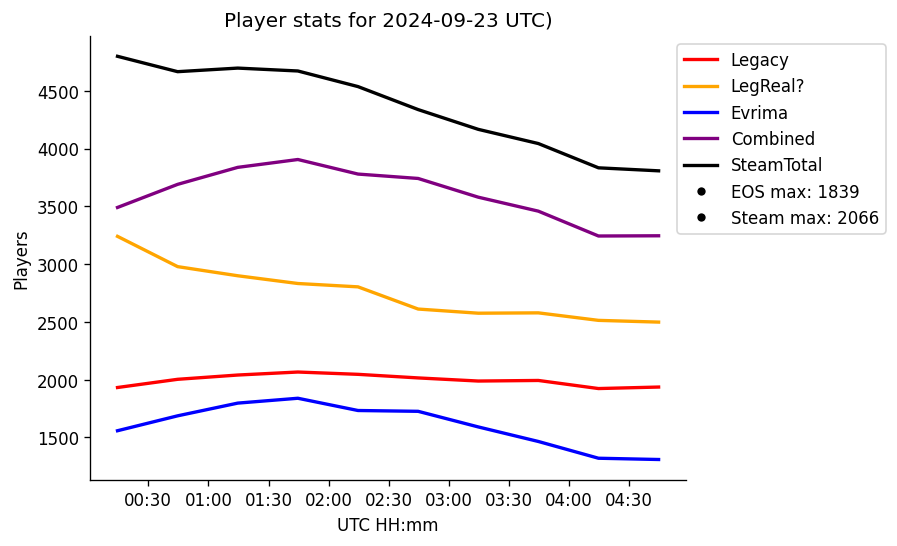 Player stats for 2024-09-23 UTC)
Legacy
LegReal?
Evrima
Combined
SteamTotal
EOS max: 1839
Steam max: 2066
Players
4500
4000
3500
3000
2500
2000
1500
00:30 01:00 01:30 02:00 02:30 03:00 03:30 04:00 04:30
UTC HH:mm